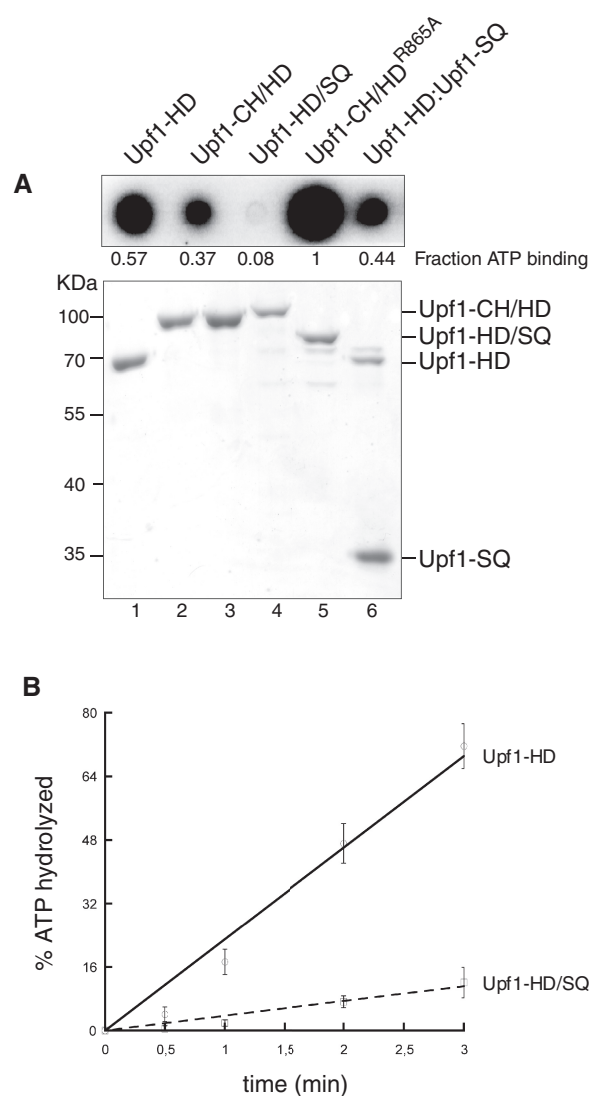 Upf1-HD
Upf1-CH/HD
Upf1-HD/SQ
Upf1-CH/HD^R865A
Upf1-HD:Upf1-SQ
A
0.57 0.37 0.08 1 0.44 Fraction ATP binding
KDa
100 Upf1-CH/HD
Upf1-HD/SQ
70 Upf1-HD
55
40
35 Upf1-SQ
1 2 3 4 5 6
B
80
Upf1-HD
64
48
% ATP hydrolyzed
32
16
Upf1-HD/SQ
0
0 0,5 1 1,5 2 2,5 3
time (min)